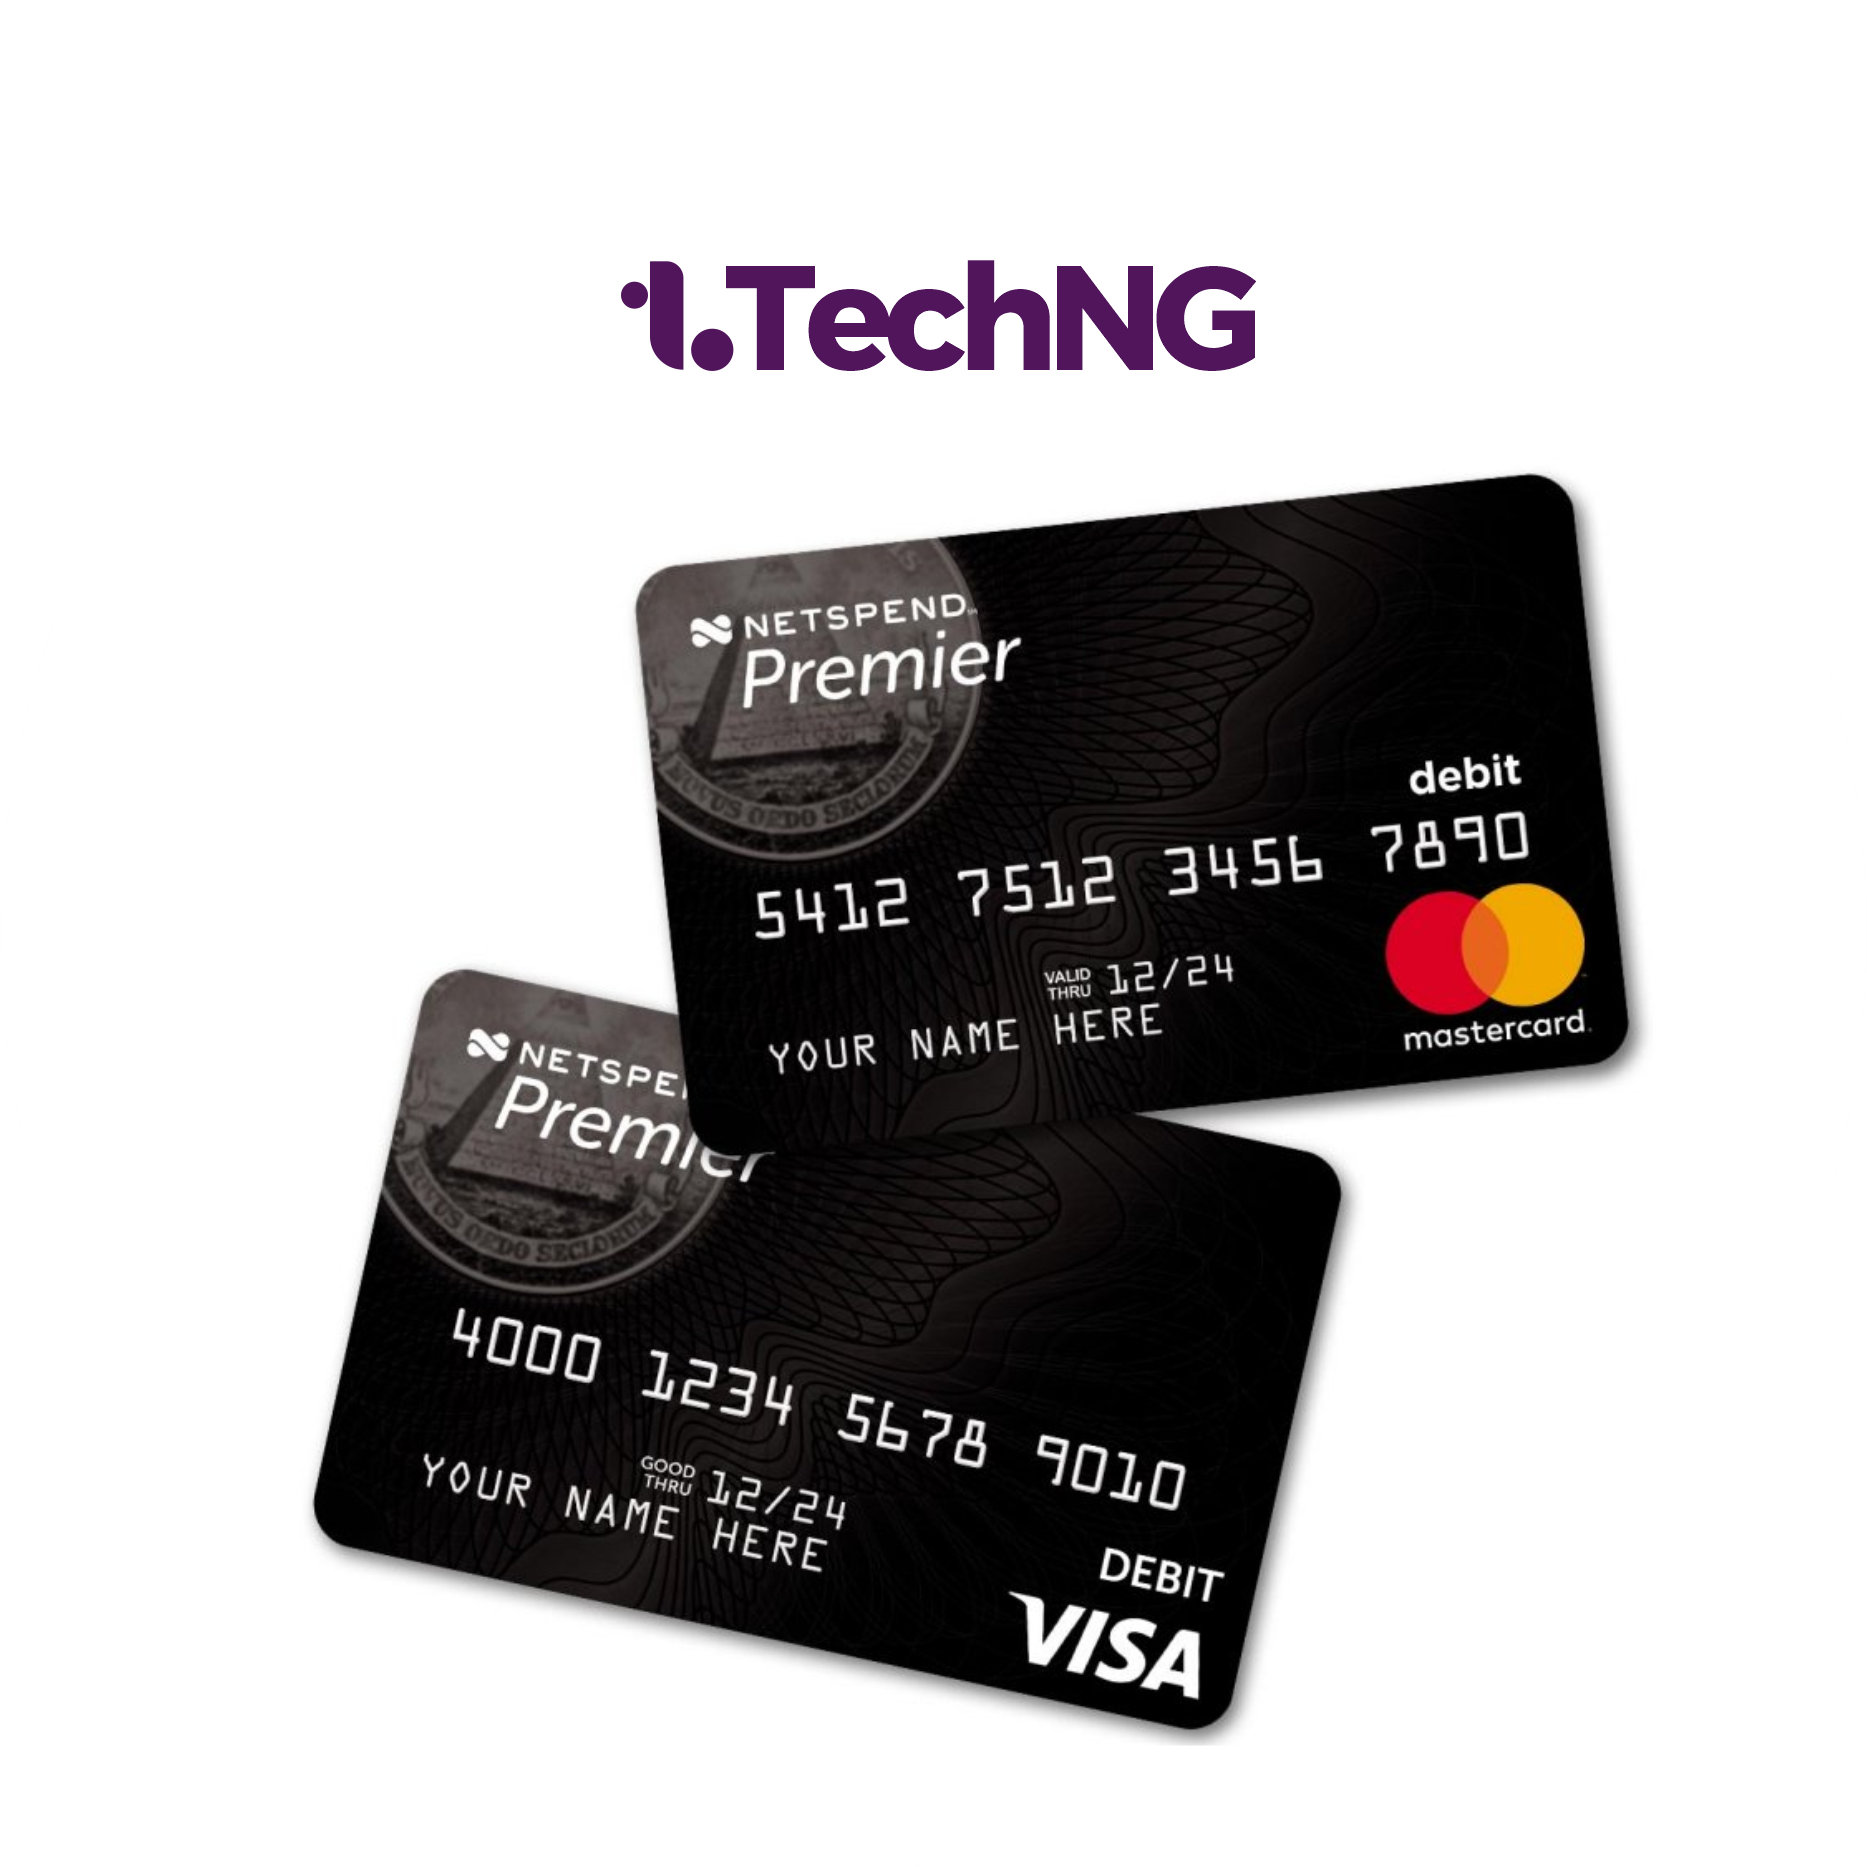 TechNG
NETSPEND
Premier
debit
5412 7512 3456 7890
VALID
THRU
12/24
YOUR NAME HERE
mastercard
NETSPE
Premier
4000 1234 5678 9010
GOOD
THRU
12/24
YOUR NAME HERE
DEBIT
VISA